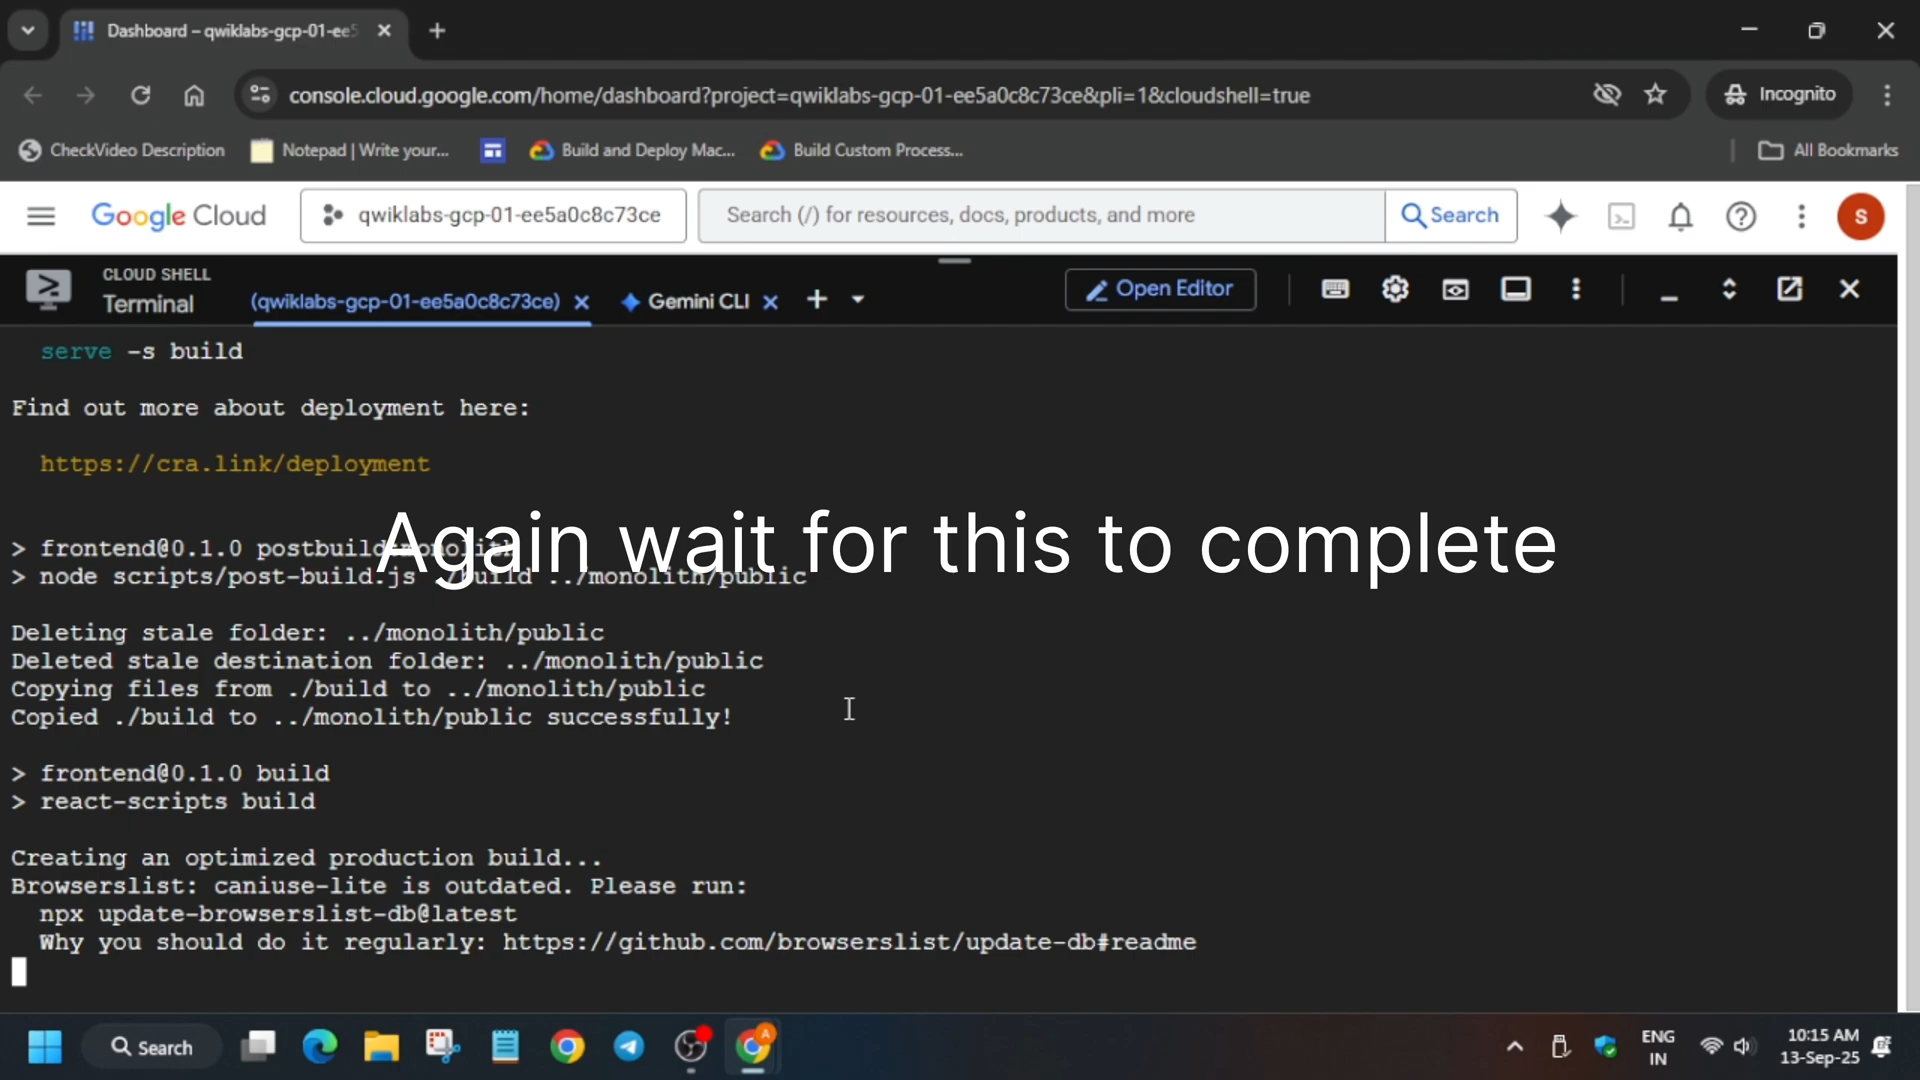 Dashboard – qwiklabs-gcp-01-ee5
console.cloud.google.com/home/dashboard?project=qwiklabs-gcp-01-ee5a0c8c73ce&pli=1&cloudshell=true
Incognito
CheckVideo Description
Notepad | Write your...
Build and Deploy Mac...
Build Custom Process...
All Bookmarks
Google Cloud
qwiklabs-gcp-01-ee5a0c8c73ce
Search (/) for resources, docs, products, and more
Search
S
CLOUD SHELL
Terminal
(qwiklabs-gcp-01-ee5a0c8c73ce)
Gemini CLI
Open Editor
serve -s build
Find out more about deployment here:
https://cra.link/deployment
Again wait for this to complete
> frontend@0.1.0 postbuild:monolith
> node scripts/post-build.js ./build ../monolith/public
Deleting stale folder: ../monolith/public
Deleted stale destination folder: ../monolith/public
Copying files from ./build to ../monolith/public
Copied ./build to ../monolith/public successfully!
> frontend@0.1.0 build
> react-scripts build
Creating an optimized production build...
Browserslist: caniuse-lite is outdated. Please run:
npx update-browserslist-db@latest
Why you should do it regularly: https://github.com/browserslist/update-db#readme
Search
ENG
IN
10:15 AM
13-Sep-25